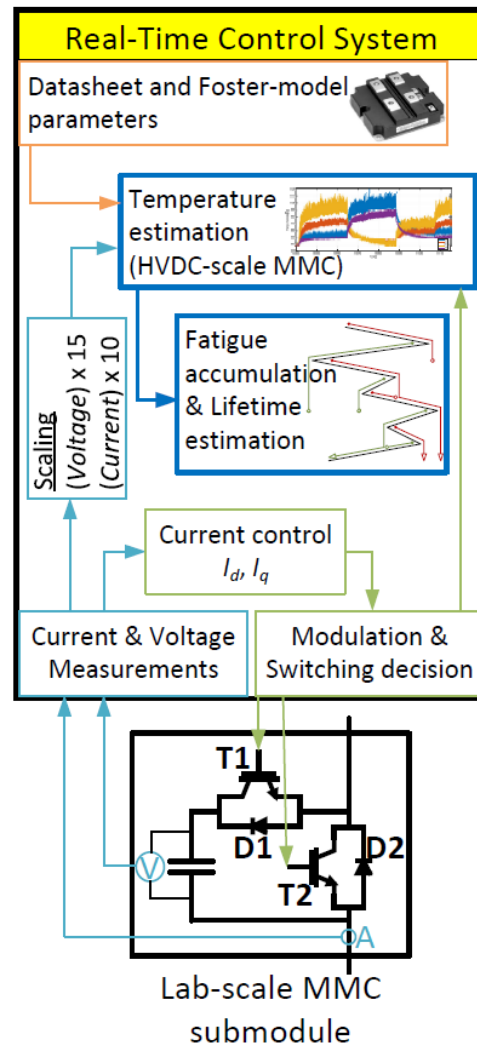 Real-Time Control System
Datasheet and Foster-model
parameters
Temperature
estimation
(HVDC-scale MMC)
Scaling
(Voltage) x 15
(Current) x 10
Fatigue
accumulation
& Lifetime
estimation
Current control
Id, Iq
Current & Voltage
Measurements
Modulation &
Switching decision
T1
D1
D2
T2
V
A
Lab-scale MMC
submodule